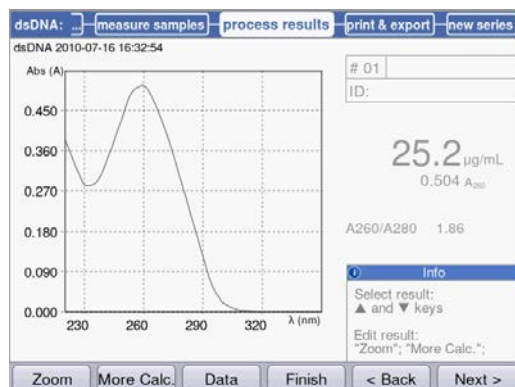 dsDNA: ... measure samples process results print & export new series
dsDNA 2010-07-16 16:32:54
Abs (A)
0.450
0.360
0.270
0.180
0.090
0.000
230 260 290 320 λ (nm)
# 01
ID:
25.2 µg/mL
0.504 A260
A260/A280 1.86
Info
Select result:
▲ and ▼ keys
Edit result:
"Zoom"; "More Calc.";
Zoom More Calc. Data Finish < Back Next >